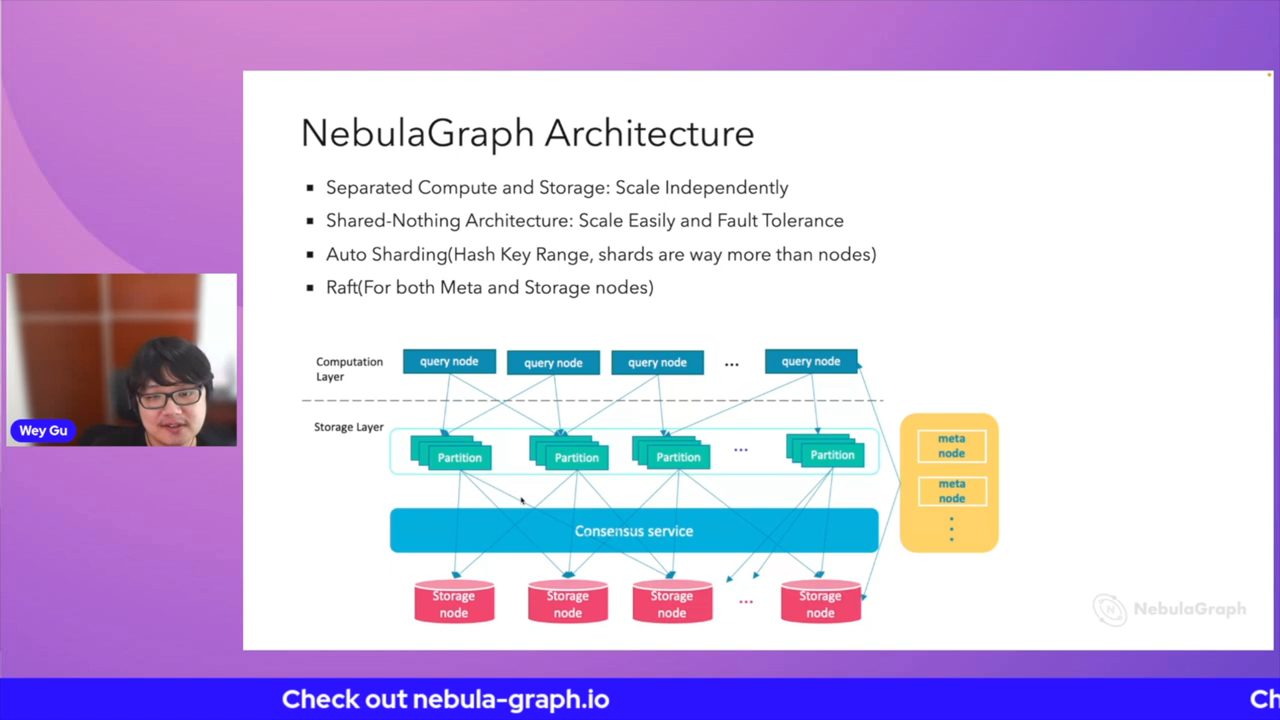 NebulaGraph Architecture
▪ Separated Compute and Storage: Scale Independently
▪ Shared-Nothing Architecture: Scale Easily and Fault Tolerance
▪ Auto Sharding(Hash Key Range, shards are way more than nodes)
▪ Raft(For both Meta and Storage nodes)
Computation
Layer
query node
query node
query node
...
query node
Storage Layer
Partition
Partition
Partition
...
Partition
meta
node
meta
node
Consensus service
Storage
node
Storage
node
Storage
node
...
Storage
node
NebulaGraph
Wey Gu
Check out nebula-graph.io
Ch